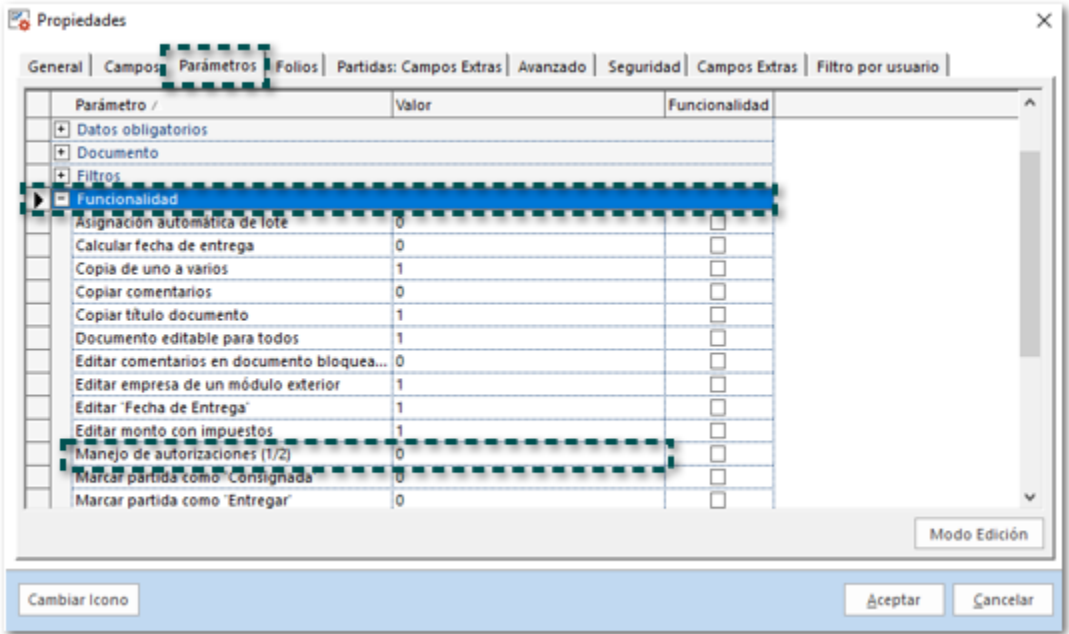 Propiedades
General Campos Parámetros Folios Partidas: Campos Extras Avanzado Seguridad Campos Extras Filtro por usuario
Parámetro Valor Funcionalidad
Datos obligatorios
Documento
Filtros
Funcionalidad
Asignación automática de lote 0
Calcular fecha de entrega 0
Copia de uno a varios 1
Copiar comentarios 0
Copiar título documento 1
Documento editable para todos 1
Editar comentarios en documento bloquea... 0
Editar empresa de un módulo exterior 1
Editar "Fecha de Entrega" 1
Editar monto con impuestos 1
Manejo de autorizaciones (1/2) 0
Marcar partida como "Consignada" 0
Marcar partida como "Entregar" 0
Modo Edición
Cambiar Icono Aceptar Cancelar